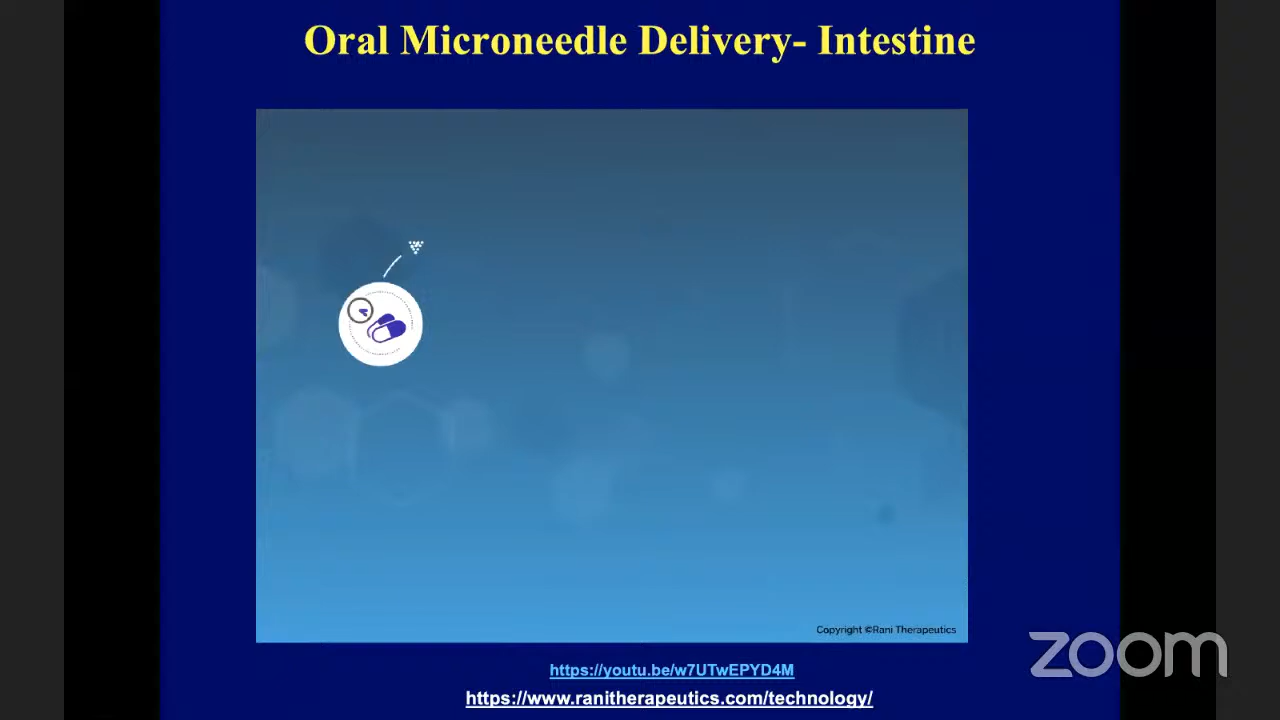 Oral Microneedle Delivery- Intestine
Copyright ©Rani Therapeutics
https://youtu.be/w7UTwEPYD4M
https://www.ranitherapeutics.com/technology/
zoom